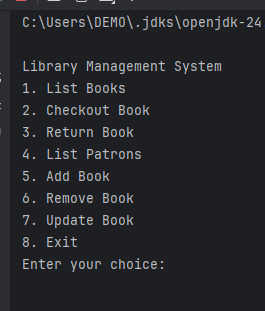 C:\Users\DEMO\.jdks\openjdk-24
Library Management System
1. List Books
2. Checkout Book
3. Return Book
4. List Patrons
5. Add Book
6. Remove Book
7. Update Book
8. Exit
Enter your choice: